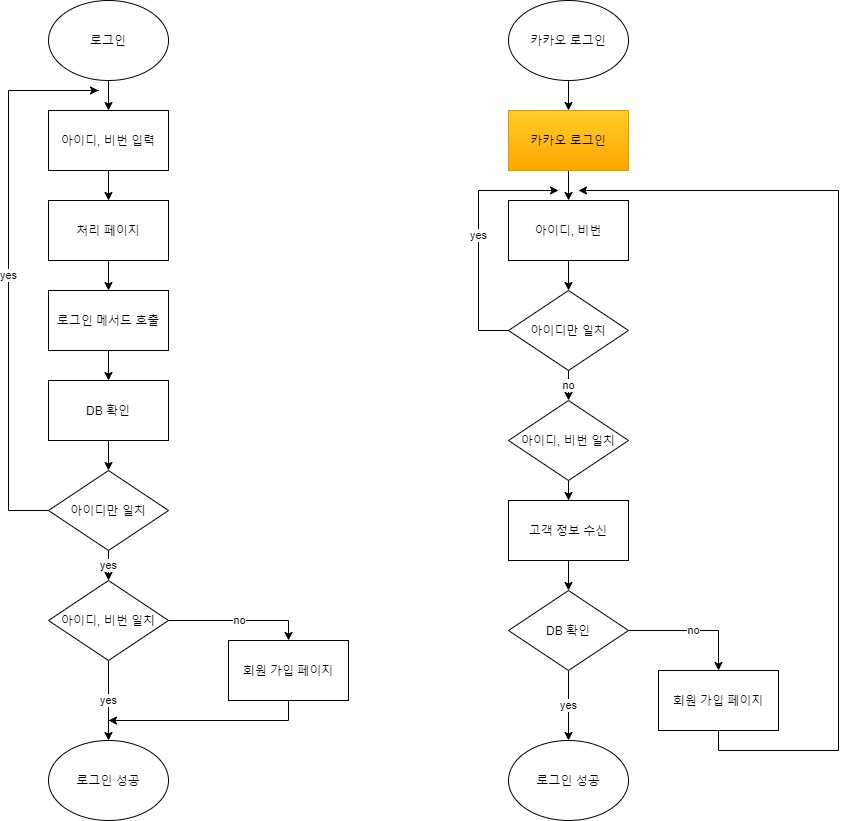 로그인
아이디, 비번 입력
처리 페이지
로그인 메서드 호출
DB 확인
아이디만 일치
yes
yes
아이디, 비번 일치
no
회원 가입 페이지
yes
로그인 성공
카카오 로그인
카카오 로그인
아이디, 비번
yes
아이디만 일치
no
아이디, 비번 일치
고객 정보 수신
DB 확인
no
회원 가입 페이지
yes
로그인 성공